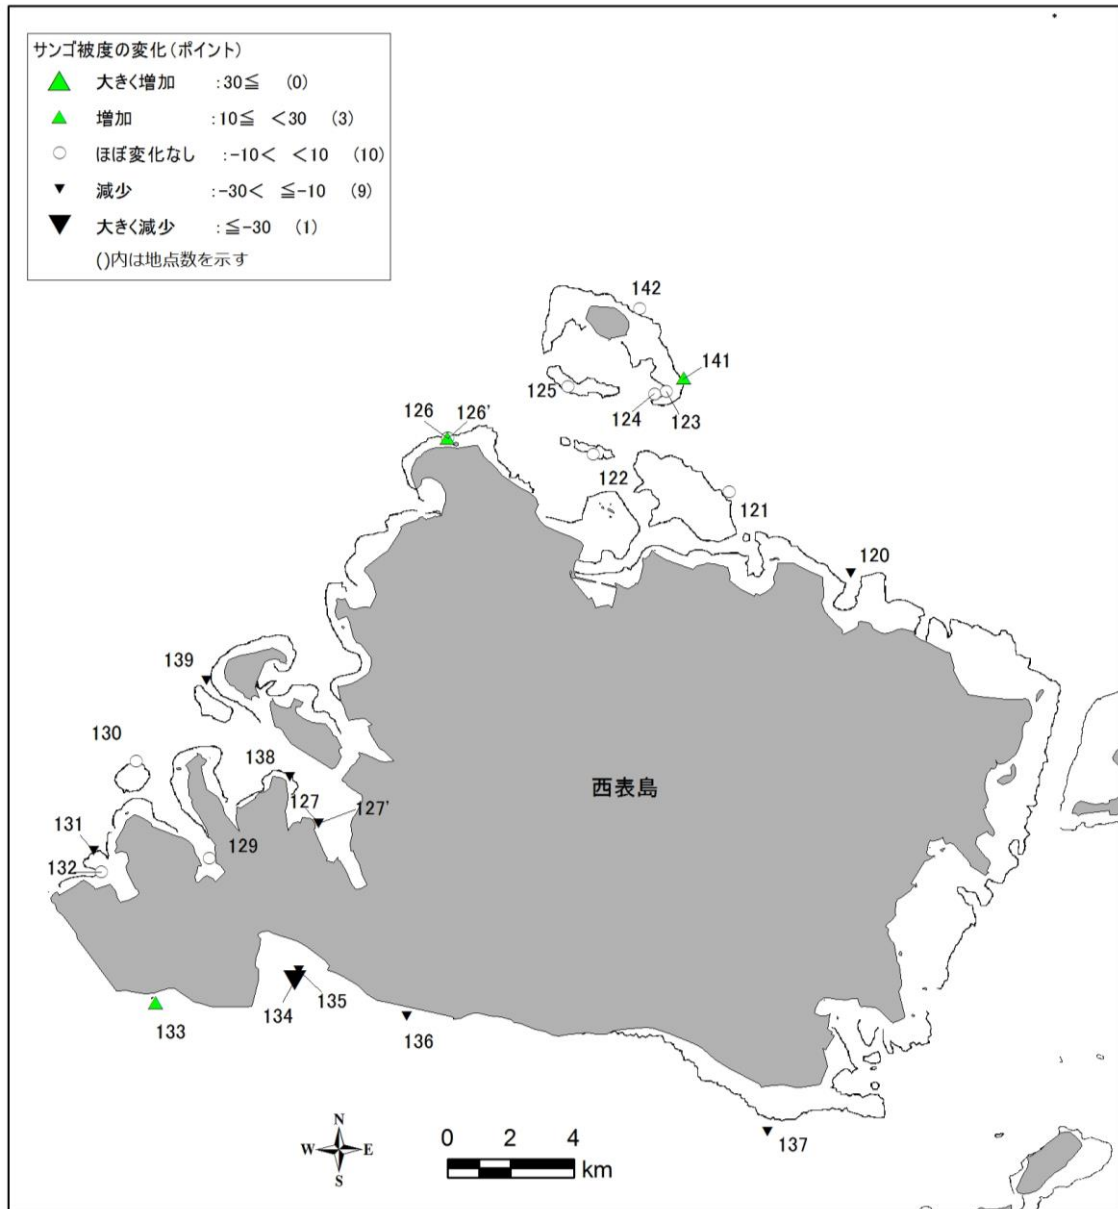 サンゴ被度の変化(ポイント)
大きく増加 :30≦ (0)
増加 :10≦ <30 (3)
ほぼ変化なし :-10< <10 (10)
減少 :-30< ≦-10 (9)
大きく減少 :≦-30 (1)
()内は地点数を示す
142
141
125
124
123
126
126'
122
121
120
139
130
138
西表島
127
127'
131
129
132
134
135
133
136
N
W
E
S
0 2 4
km
137